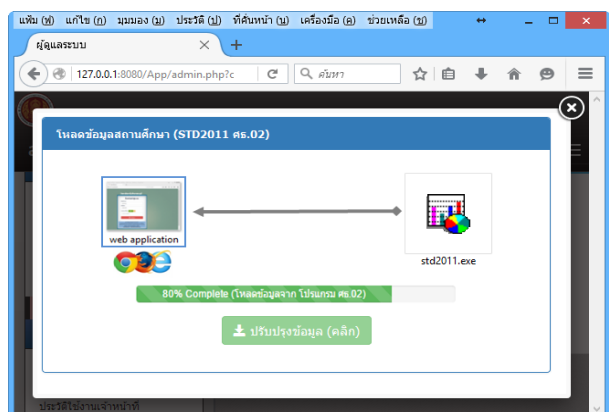 แฟ้ม (ฟ) แก้ไข (ก) มุมมอง (ม) ประวัติ (ป) ที่คั่นหน้า (น) เครื่องมือ (ค) ช่วยเหลือ (ช)
ผู้ดูแลระบบ
127.0.0.1:8080/App/admin.php?c
ค้นหา
โหลดข้อมูลสถานศึกษา (STD2011 ศธ.02)
web application
std2011.exe
80% Complete (โหลดข้อมูลจาก โปรแกรม ศธ.02)
ปรับปรุงข้อมูล (คลิก)
ประวัติใช้งานเจ้าหน้าที่